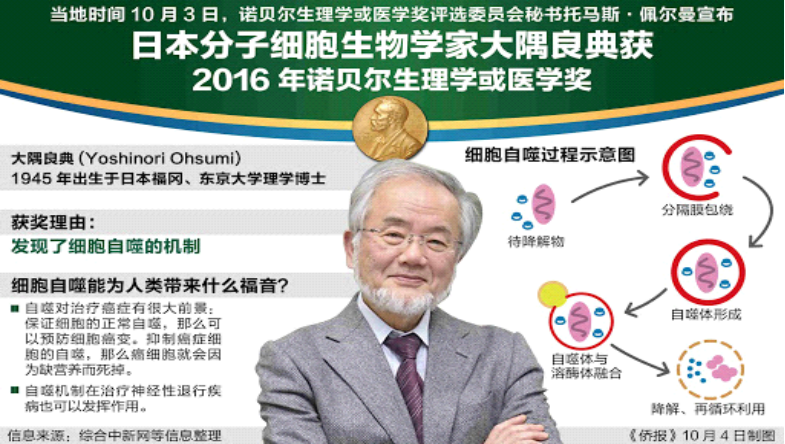 当地时间 10 月 3 日，诺贝尔生理学或医学奖评选委员会秘书托马斯·佩尔曼宣布
日本分子细胞生物学家大隅良典获
2016 年诺贝尔生理学或医学奖
大隅良典（Yoshinori Ohsumi）
1945 年出生于日本福冈、东京大学理学博士
获奖理由：
发现了细胞自噬的机制
细胞自噬能为人类带来什么福音？
自噬对治疗癌症有很大前景：
保证细胞的正常自噬，那么可
以预防细胞癌变。抑制癌症细
胞的自噬，那么癌细胞就会因
为缺营养而死掉。
自噬机制在治疗神经性退行疾
病也可以发挥作用。
细胞自噬过程示意图
待降解物
分隔膜包绕
自噬体形成
自噬体与
溶酶体融合
降解、再循环利用
信息来源：综合中新网等信息整理
《侨报》10 月 4 日制图